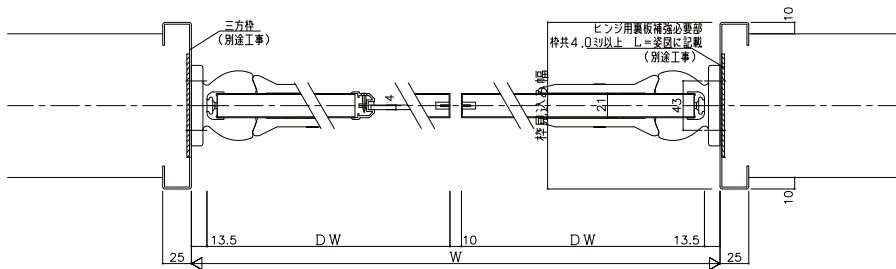 三方枠
(別途工事)
ヒンジ用裏板補強必要部
枠共4.0ミリ以上 L=姿図に記載
(別途工事)
10
枠見込み幅
4
21
43
10
13.5
DW
10
DW
13.5
25
W
25